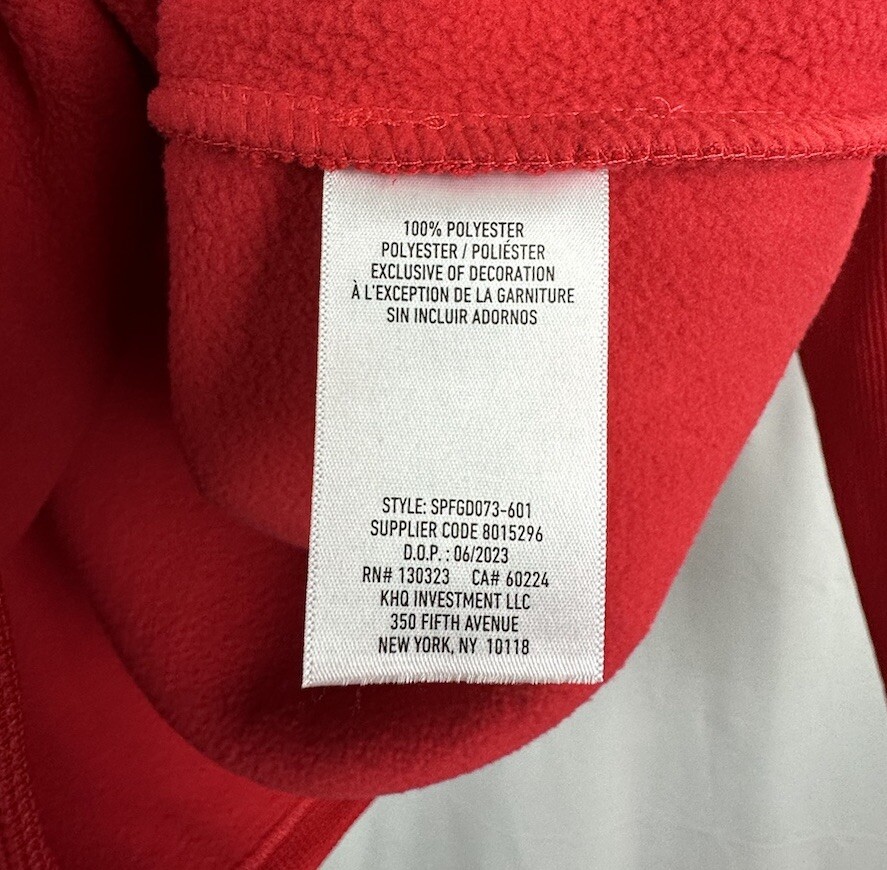 100% POLYESTER
POLYESTER / POLIÉSTER
EXCLUSIVE OF DECORATION
À L'EXCEPTION DE LA GARNITURE
SIN INCLUIR ADORNOS
STYLE: SPFGD073-601
SUPPLIER CODE 8015296
D.O.P. : 06/2023
RN# 130323 CA# 60224
KHQ INVESTMENT LLC
350 FIFTH AVENUE
NEW YORK, NY 10118